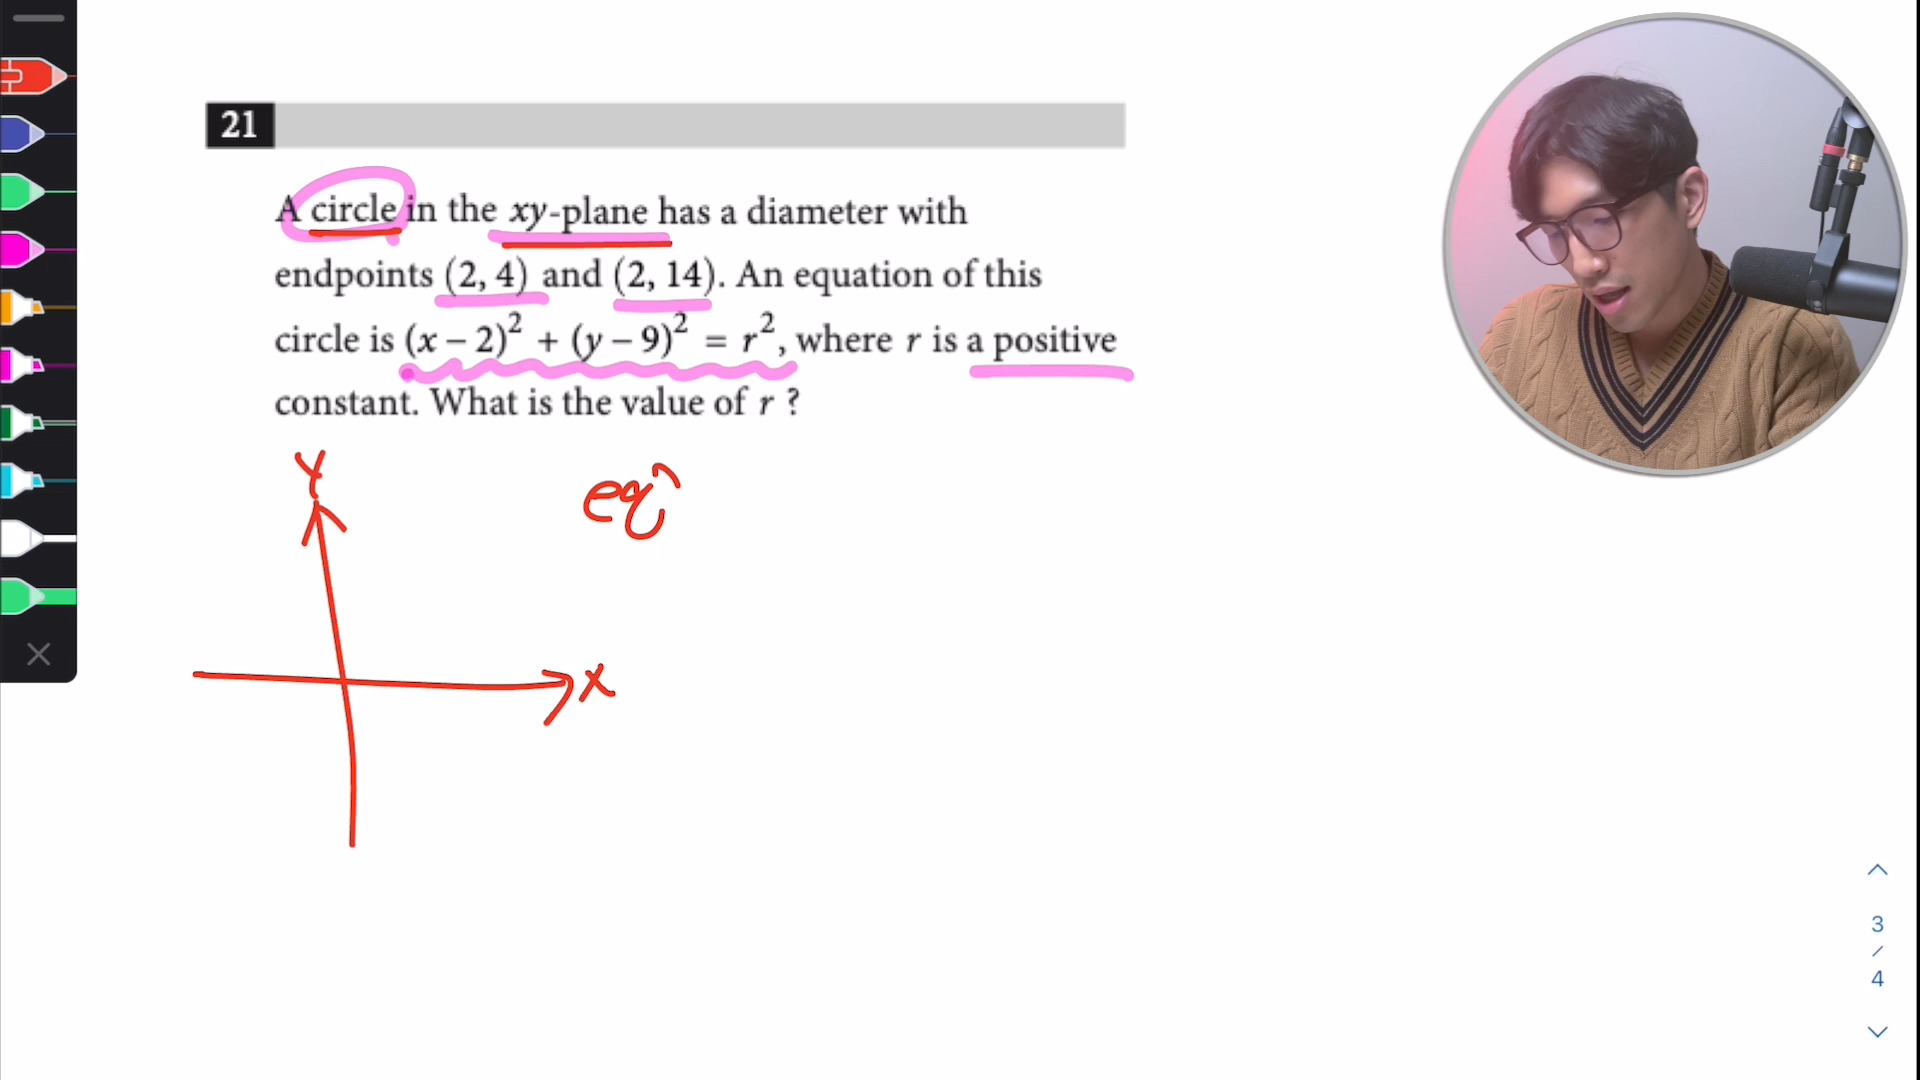 21
A circle in the xy-plane has a diameter with
endpoints (2, 4) and (2, 14). An equation of this
circle is (x − 2)² + (y − 9)² = r², where r is a positive
constant. What is the value of r ?
Y
eq^
x
3
/
4